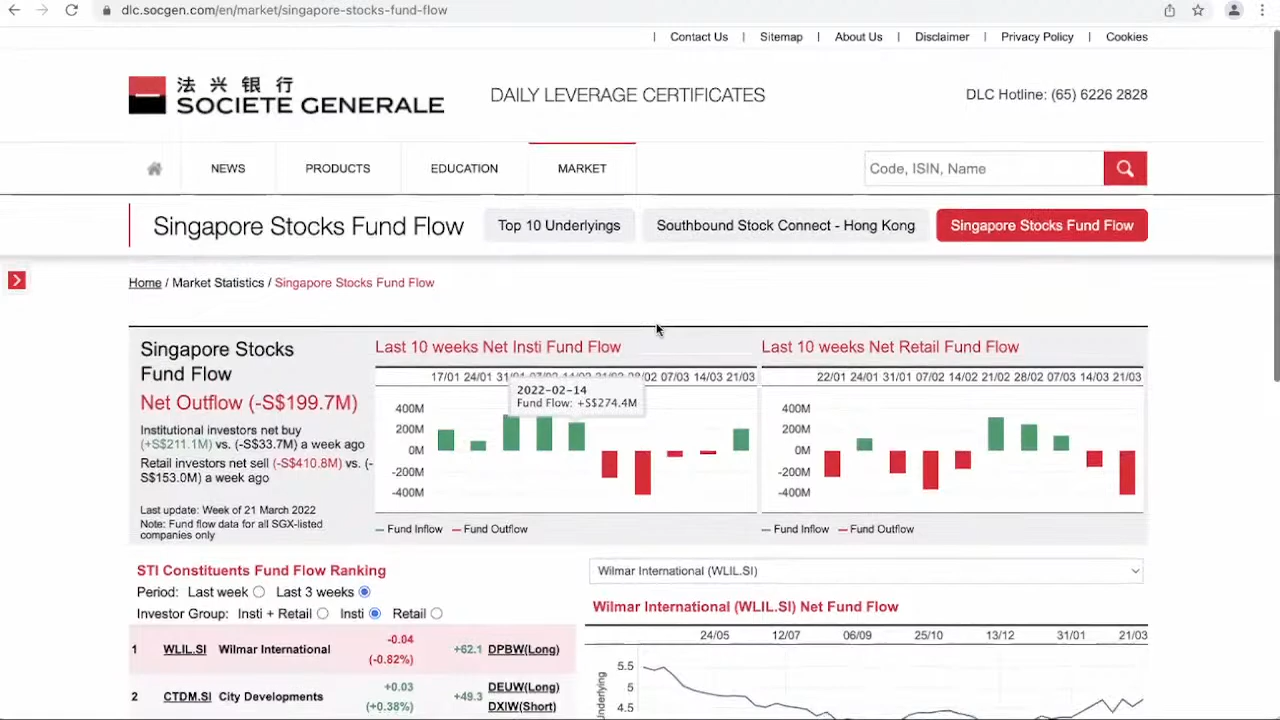 dlc.socgen.com/en/market/singapore-stocks-fund-flow
| Contact Us | Sitemap | About Us | Disclaimer | Privacy Policy | Cookies
法兴银行
SOCIETE GENERALE
DAILY LEVERAGE CERTIFICATES
DLC Hotline: (65) 6226 2828
NEWS PRODUCTS EDUCATION MARKET
Code, ISIN, Name
Singapore Stocks Fund Flow
Top 10 Underlyings
Southbound Stock Connect - Hong Kong
Singapore Stocks Fund Flow
Home / Market Statistics / Singapore Stocks Fund Flow
Singapore Stocks
Fund Flow
Net Outflow (-S$199.7M)
Institutional investors net buy
(+S$211.1M) vs. (-S$33.7M) a week ago
Retail investors net sell (-S$410.8M) vs. (-
S$153.0M) a week ago
Last update: Week of 21 March 2022
Note: Fund flow data for all SGX-listed
companies only
Last 10 weeks Net Insti Fund Flow
17/01 24/01 31/01 07/02 14/02 21/02 28/02 07/03 14/03 21/03
2022-02-14
Fund Flow: +S$274.4M
400M
200M
0M
-200M
-400M
Fund Inflow Fund Outflow
Last 10 weeks Net Retail Fund Flow
22/01 24/01 31/01 07/02 14/02 21/02 28/02 07/03 14/03 21/03
400M
200M
0M
-200M
-400M
Fund Inflow Fund Outflow
STI Constituents Fund Flow Ranking
Period: Last week Last 3 weeks
Investor Group: Insti + Retail Insti Retail
1 WLIL.SI Wilmar International -0.04 (-0.82%) +62.1 DPBW(Long)
2 CTDM.SI City Developments +0.03 (+0.38%) +49.3 DEUW(Long)
DXIW(Short)
Wilmar International (WLIL.SI)
Wilmar International (WLIL.SI) Net Fund Flow
24/05 12/07 06/09 25/10 13/12 31/01 21/03
5.5
5
4.5
Underlying